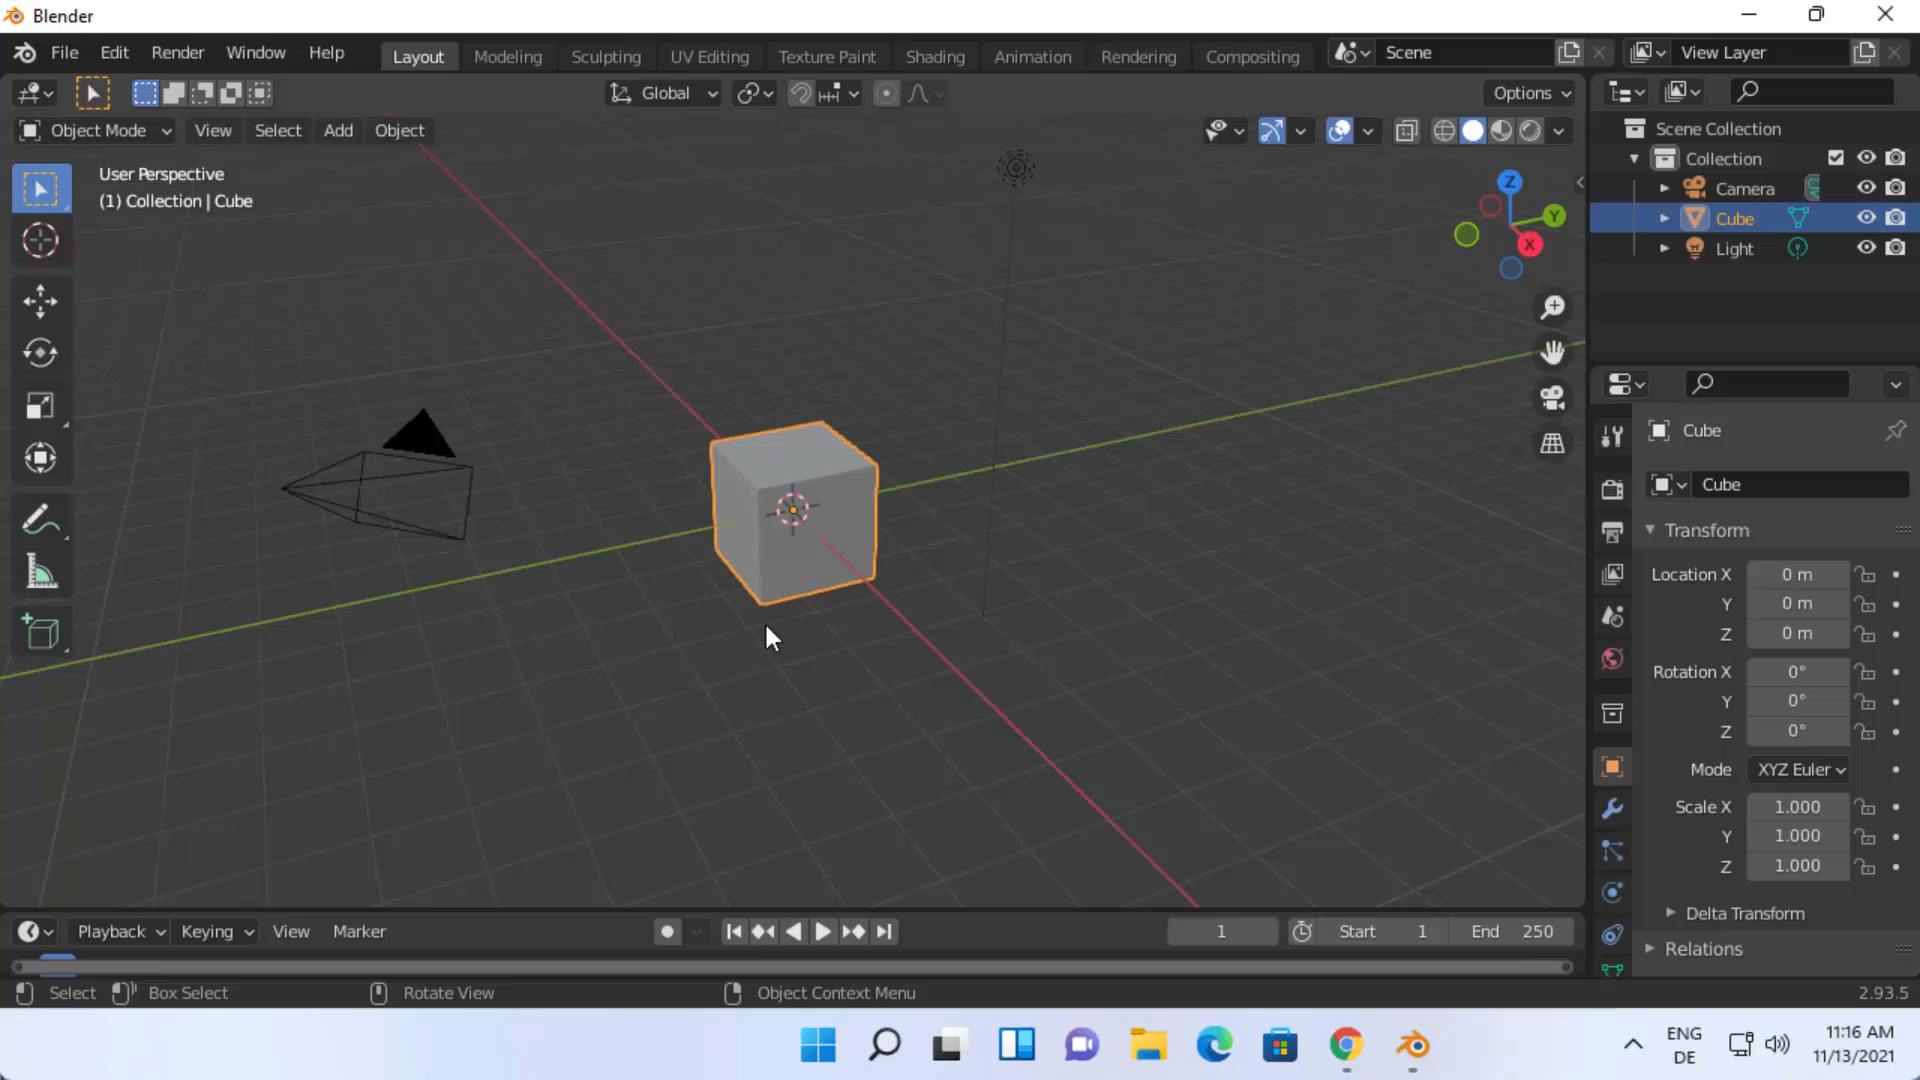 Blender
File Edit Render Window Help Layout Modeling Sculpting UV Editing Texture Paint Shading Animation Rendering Compositing Scene View Layer
Global Options
Object Mode View Select Add Object
User Perspective
(1) Collection | Cube
Z
Y
X
Scene Collection
Collection
Camera
Cube
Light
Cube
Cube
Transform
Location X 0 m
Y 0 m
Z 0 m
Rotation X 0°
Y 0°
Z 0°
Mode XYZ Euler
Scale X 1.000
Y 1.000
Z 1.000
Delta Transform
Relations
Playback Keying View Marker 1 Start 1 End 250
Select Box Select Rotate View Object Context Menu 2.93.5
ENG 11:16 AM
DE 11/13/2021